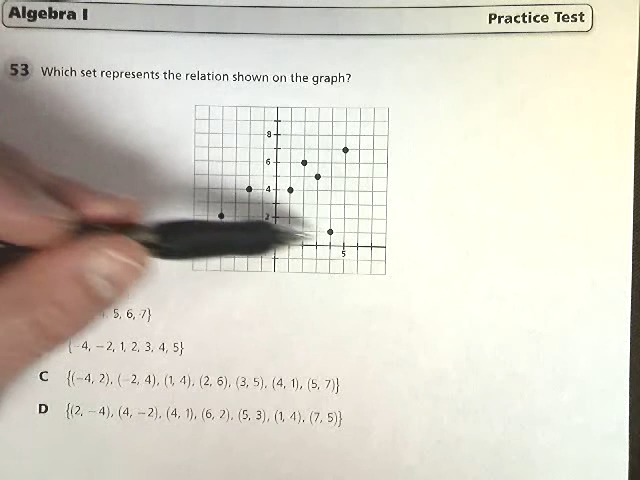 Algebra I
Practice Test
53 Which set represents the relation shown on the graph?
8
6
4
2
5
5, 6, 7}
-4, -2, 1, 2, 3, 4, 5}
C {(-4, 2), (-2, 4), (1, 4), (2, 6), (3, 5), (4, 1), (5, 7)}
D {(2, -4), (4, -2), (4, 1), (6, 2), (5, 3), (1, 4), (7, 5)}